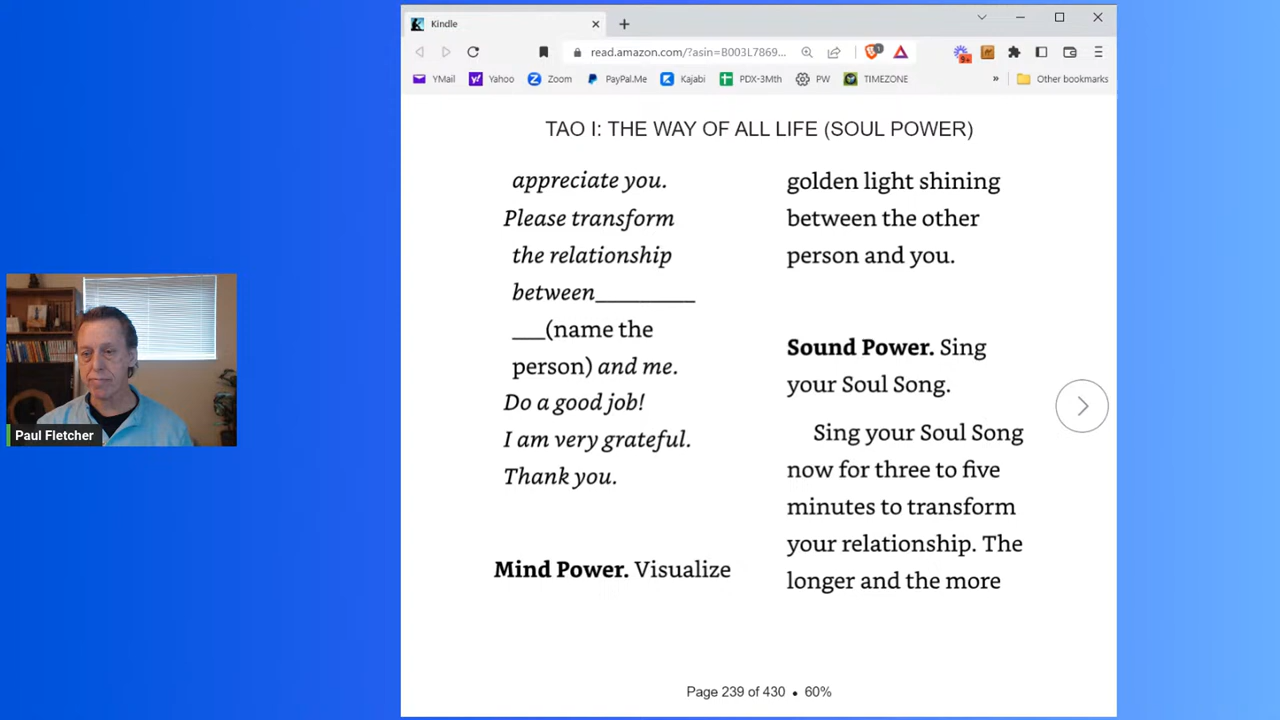 Kindle
read.amazon.com/?asin=B003L7869...
1
9+
YMail
Yahoo
Zoom
PayPal.Me
Kajabi
PDX-3Mth
PW
TIMEZONE
»
Other bookmarks
TAO I: THE WAY OF ALL LIFE (SOUL POWER)
appreciate you.
Please transform
the relationship
between_________
___(name the
person) and me.
Do a good job!
I am very grateful.
Thank you.
Mind Power. Visualize
golden light shining
between the other
person and you.
Sound Power. Sing
your Soul Song.
Sing your Soul Song
now for three to five
minutes to transform
your relationship. The
longer and the more
Page 239 of 430 • 60%
Paul Fletcher